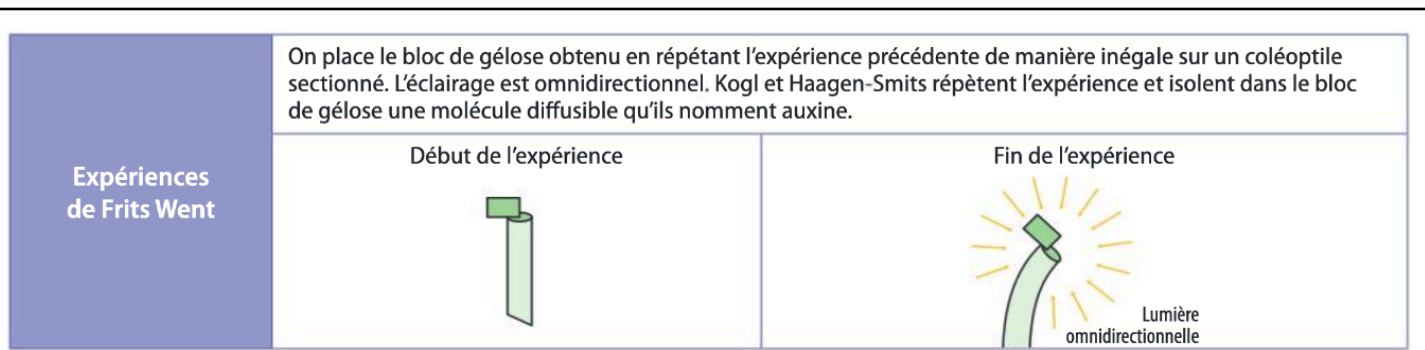 Expériences
de Frits Went
On place le bloc de gélose obtenu en répétant l'expérience précédente de manière inégale sur un coléoptile
sectionné. L'éclairage est omnidirectionnel. Kogl et Haagen-Smits répètent l'expérience et isolent dans le bloc
de gélose une molécule diffusible qu'ils nomment auxine.
Début de l'expérience
Fin de l'expérience
Lumière
omnidirectionnelle